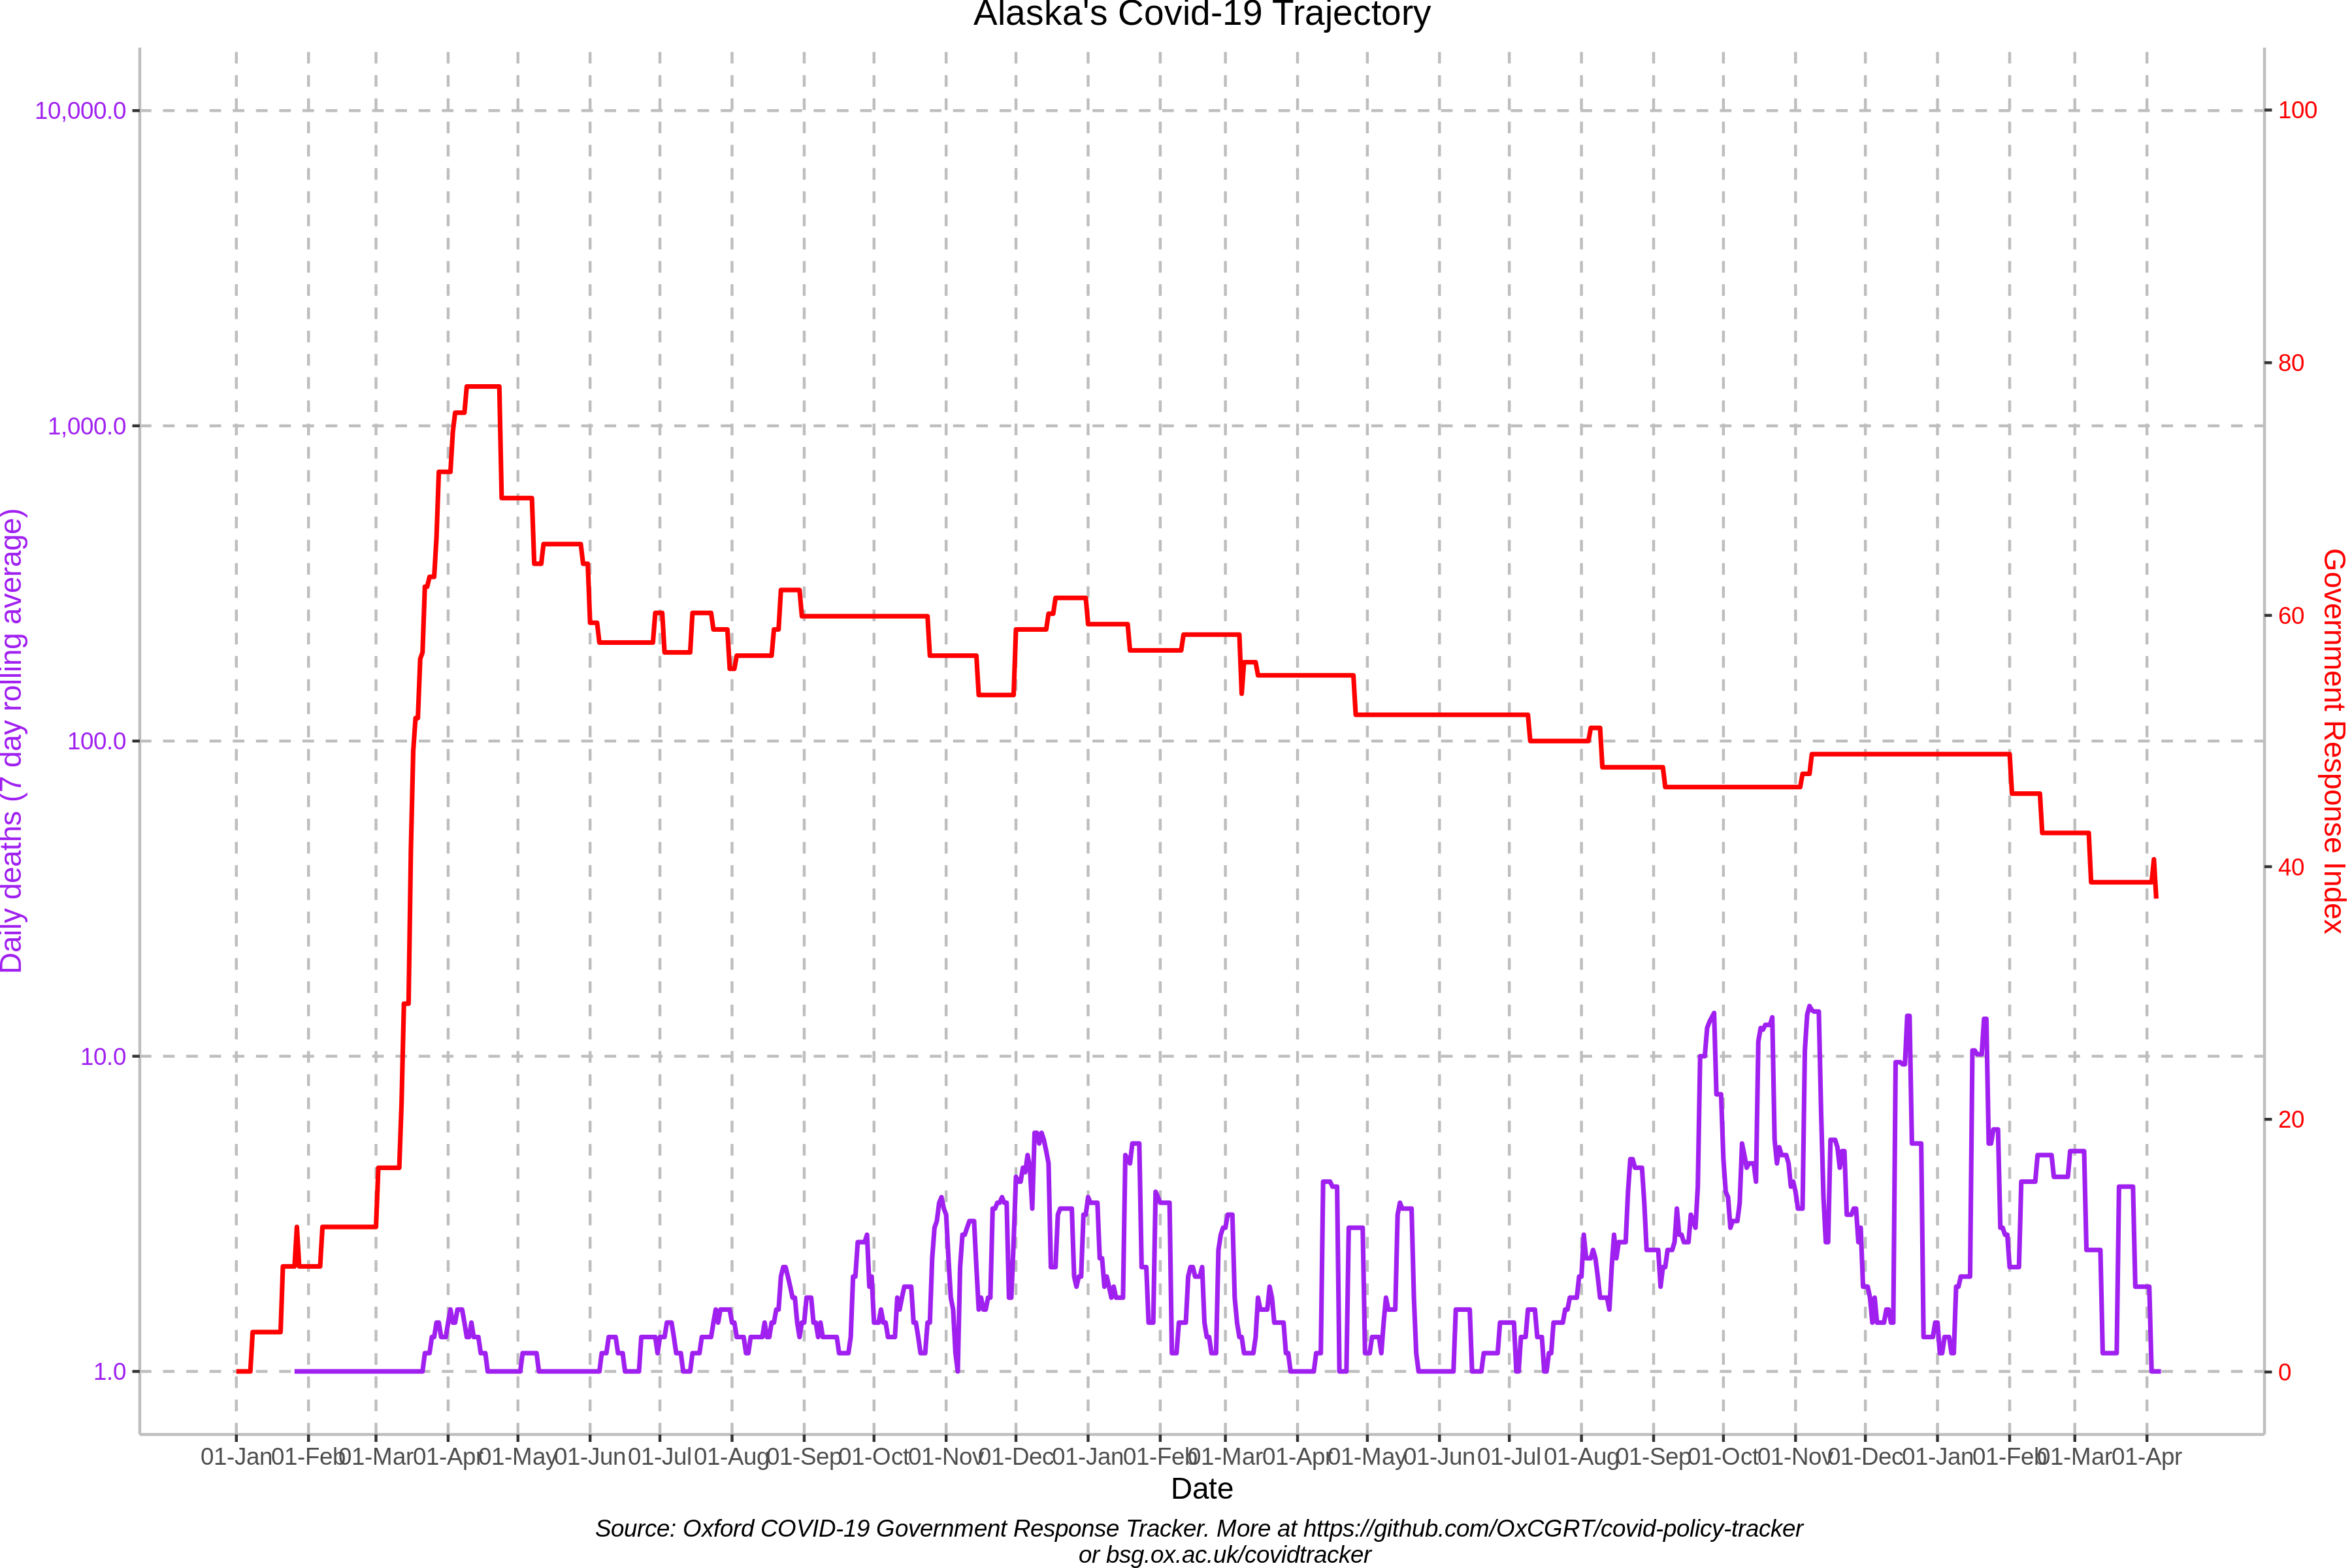 Alaska's Covid-19 Trajectory
10,000.0
1,000.0
100.0
10.0
1.0
Daily deaths (7 day rolling average)
100
80
60
40
20
0
Government Response Index
01-Jan 01-Feb 01-Mar 01-Apr 01-May 01-Jun 01-Jul 01-Aug 01-Sep 01-Oct 01-Nov 01-Dec 01-Jan 01-Feb 01-Mar 01-Apr 01-May 01-Jun 01-Jul 01-Aug 01-Sep 01-Oct 01-Nov 01-Dec 01-Jan 01-Feb 01-Mar 01-Apr
Date
Source: Oxford COVID-19 Government Response Tracker. More at https://github.com/OxCGRT/covid-policy-tracker
or bsg.ox.ac.uk/covidtracker